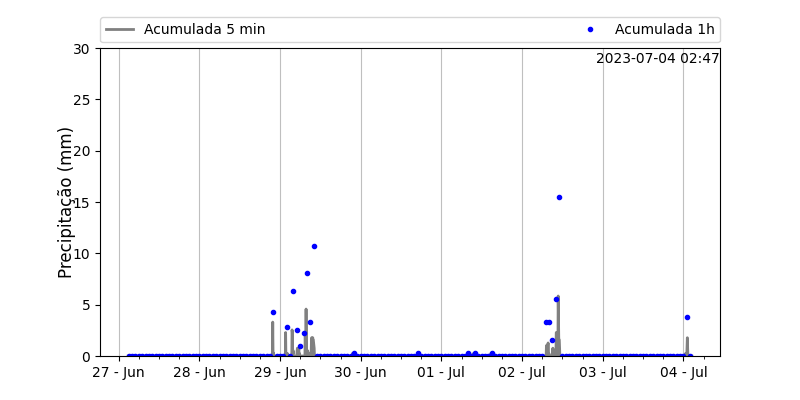 Acumulada 5 min
Acumulada 1h
2023-07-04 02:47
Precipitação (mm)
30
25
20
15
10
5
0
27 - Jun
28 - Jun
29 - Jun
30 - Jun
01 - Jul
02 - Jul
03 - Jul
04 - Jul